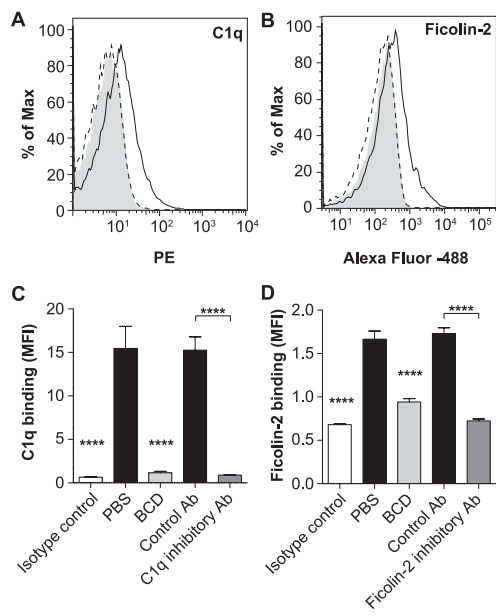 A
C1q
% of Max
100
80
60
40
20
0
10^1 10^2 10^3 10^4
PE
B
Ficolin-2
% of Max
100
80
60
40
20
0
10^1 10^2 10^3 10^4 10^5
Alexa Fluor -488
C
C1q binding (MFI)
20
15
10
5
0
****
****
****
Isotype control
PBS
BCD
Control Ab
C1q inhibitory Ab
D
Ficolin-2 binding (MFI)
2.0
1.5
1.0
0.5
0.0
****
****
****
Isotype control
PBS
BCD
Control Ab
Ficolin-2 inhibitory Ab